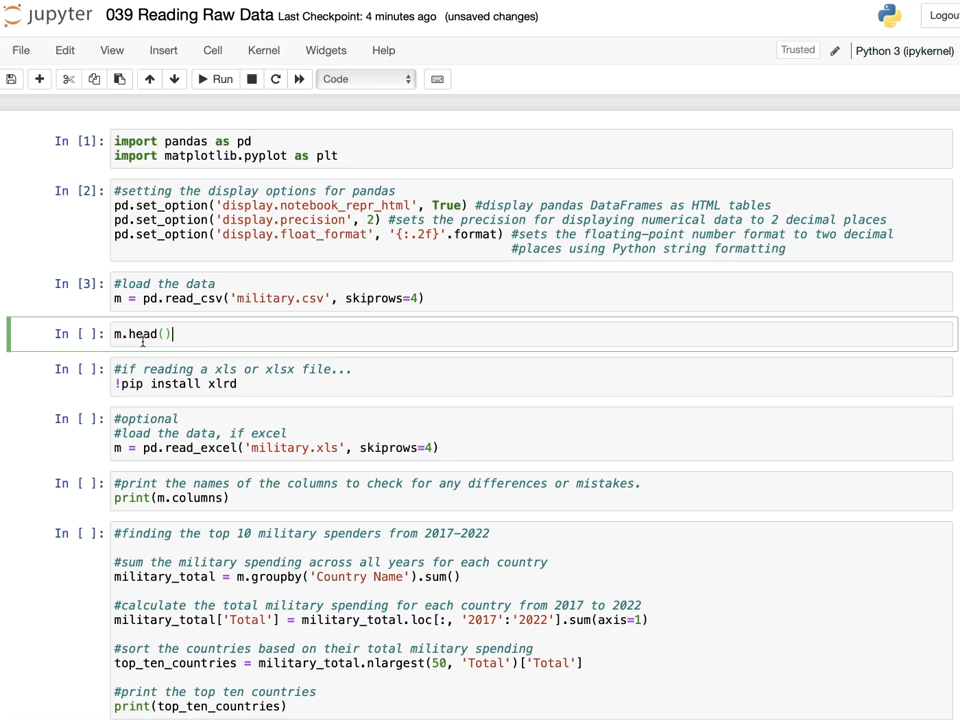 jupyter 039 Reading Raw Data Last Checkpoint: 4 minutes ago (unsaved changes)
File Edit View Insert Cell Kernel Widgets Help Trusted Python 3 (ipykernel)
Run Code
In [1]: import pandas as pd
import matplotlib.pyplot as plt
In [2]: #setting the display options for pandas
pd.set_option('display.notebook_repr_html', True) #display pandas DataFrames as HTML tables
pd.set_option('display.precision', 2) #sets the precision for displaying numerical data to 2 decimal places
pd.set_option('display.float_format', '{:.2f}'.format) #sets the floating-point number format to two decimal
#places using Python string formatting
In [3]: #load the data
m = pd.read_csv('military.csv', skiprows=4)
In [ ]: m.head()
In [ ]: #if reading a xls or xlsx file...
!pip install xlrd
In [ ]: #optional
#load the data, if excel
m = pd.read_excel('military.xls', skiprows=4)
In [ ]: #print the names of the columns to check for any differences or mistakes.
print(m.columns)
In [ ]: #finding the top 10 military spenders from 2017-2022
#sum the military spending across all years for each country
military_total = m.groupby('Country Name').sum()
#calculate the total military spending for each country from 2017 to 2022
military_total['Total'] = military_total.loc[:, '2017':'2022'].sum(axis=1)
#sort the countries based on their total military spending
top_ten_countries = military_total.nlargest(50, 'Total')['Total']
#print the top ten countries
print(top_ten_countries)